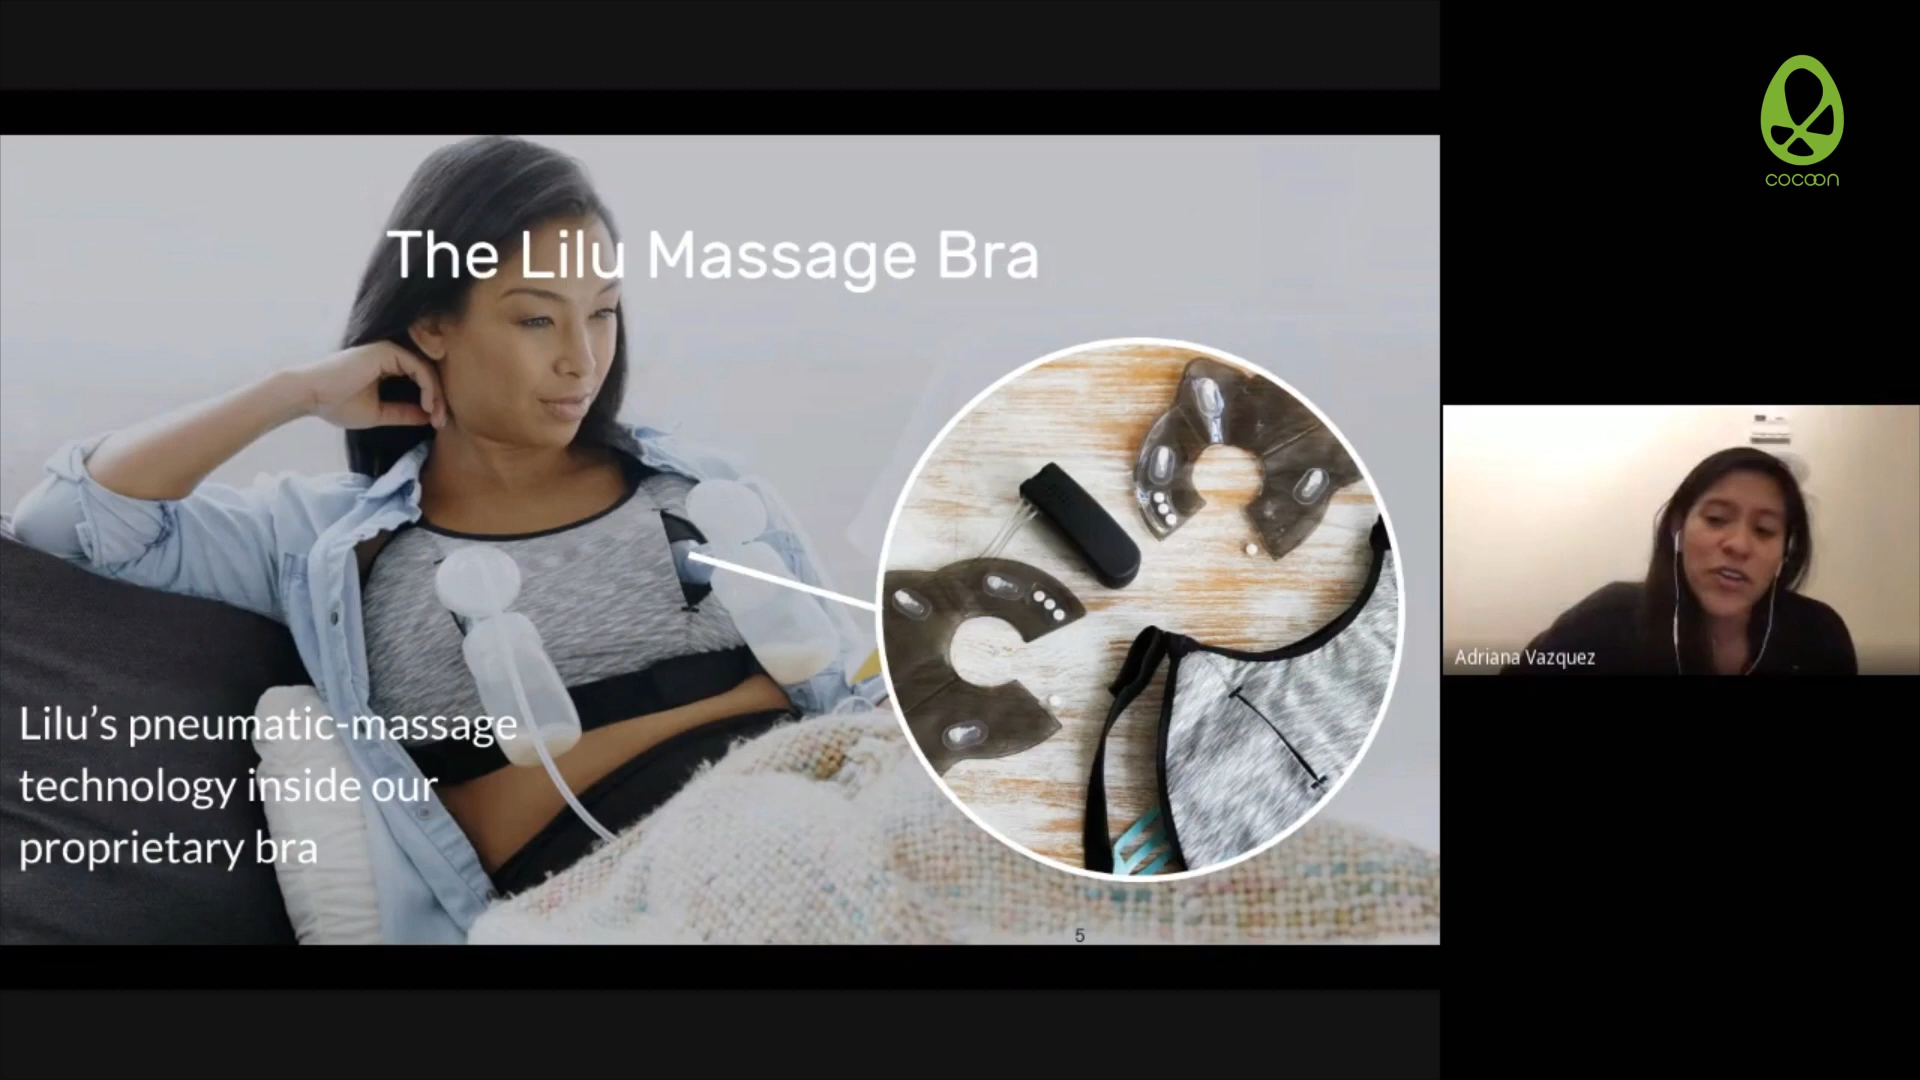 cocoon
The Lilu Massage Bra
Lilu's pneumatic-massage
technology inside our
proprietary bra
5
Adriana Vazquez